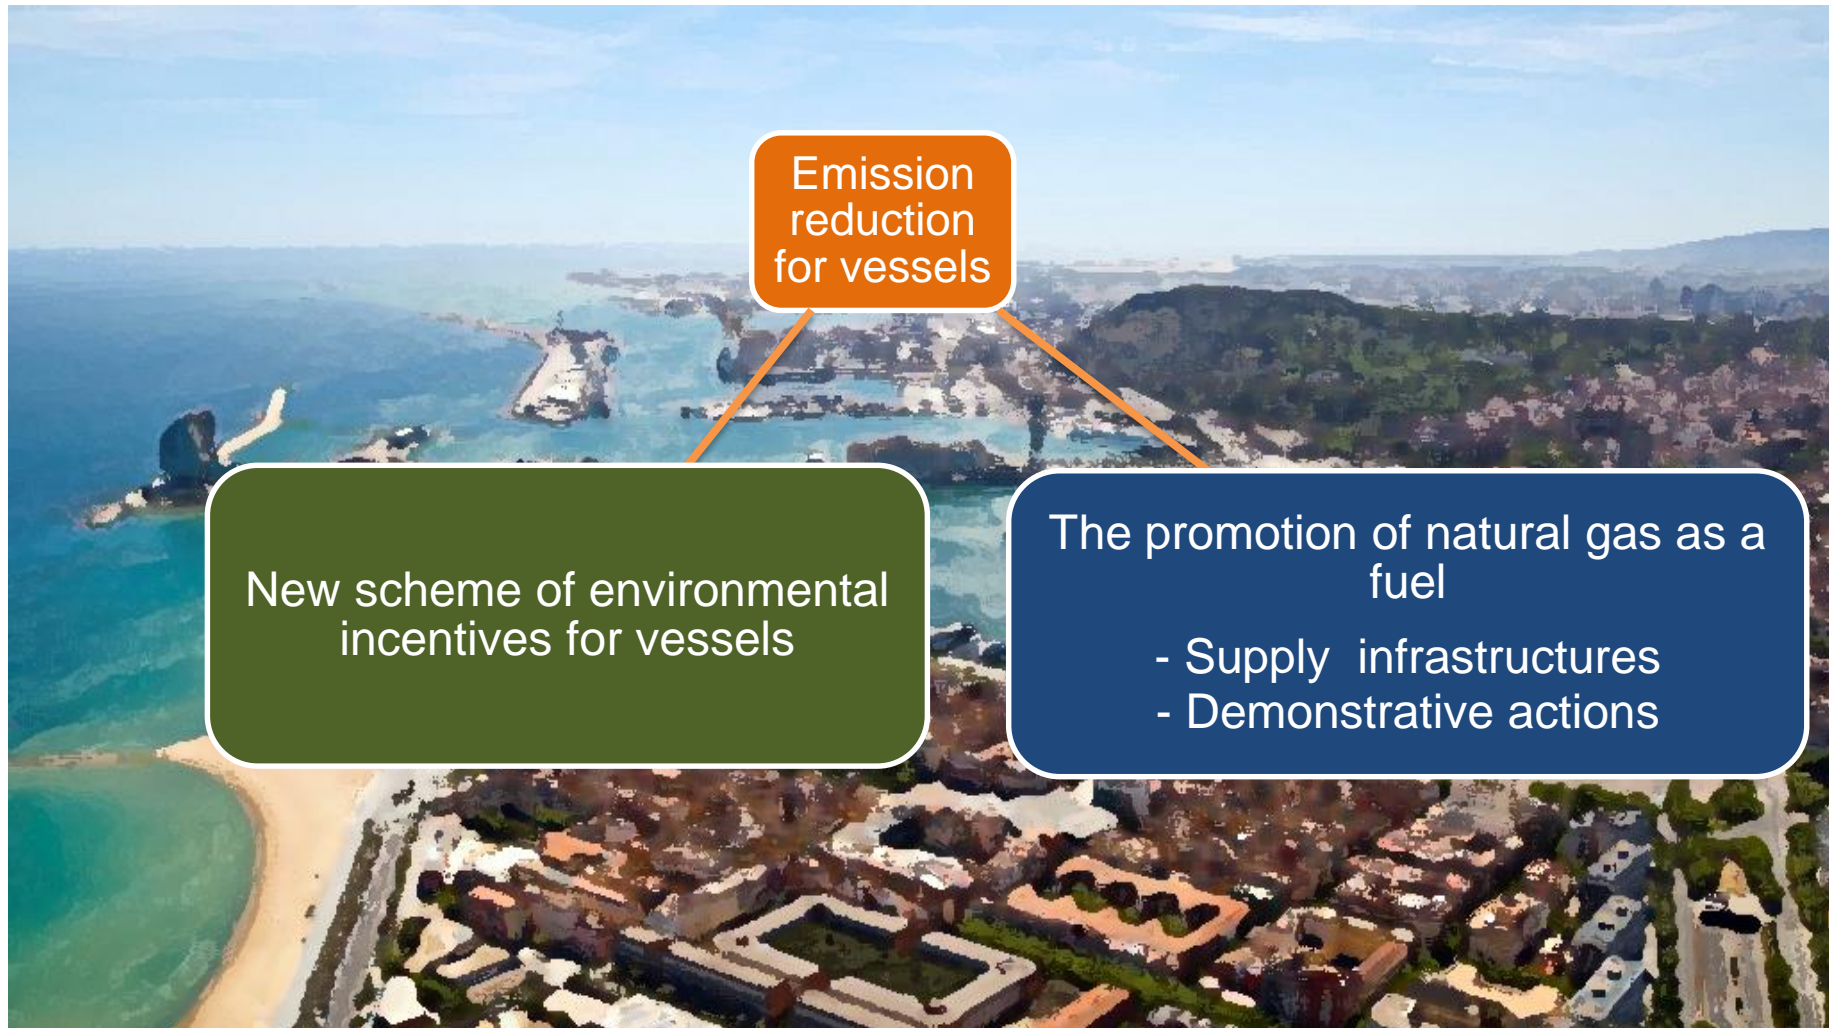 Emission
reduction
for vessels
New scheme of environmental
incentives for vessels
The promotion of natural gas as a
fuel
- Supply  infrastructures
- Demonstrative actions